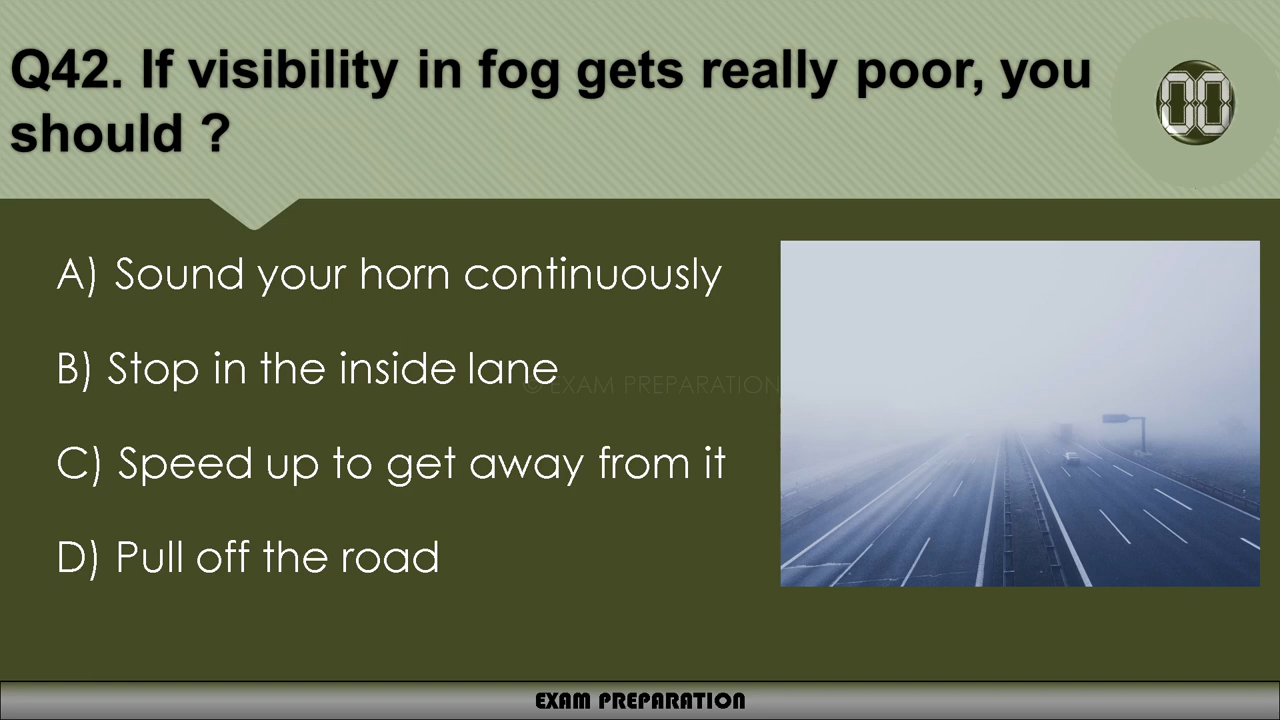 Q42. If visibility in fog gets really poor, you
should ?
00
A) Sound your horn continuously
B) Stop in the inside lane
© EXAM PREPARATION
C) Speed up to get away from it
D) Pull off the road
EXAM PREPARATION